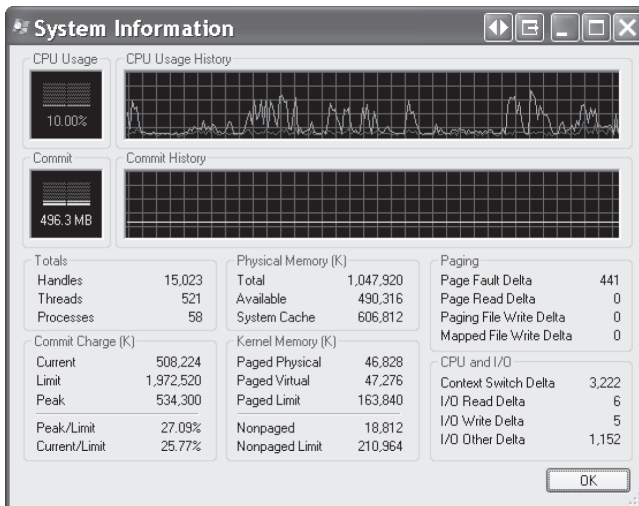 System Information
CPU Usage
CPU Usage History
10.00%
Commit
Commit History
496.3 MB
Totals
Handles 15,023
Threads 521
Processes 58
Physical Memory (K)
Total 1,047,920
Available 490,316
System Cache 606,812
Paging
Page Fault Delta 441
Page Read Delta 0
Paging File Write Delta 0
Mapped File Write Delta 0
Commit Charge (K)
Current 508,224
Limit 1,972,520
Peak 534,300
Peak/Limit 27.09%
Current/Limit 25.77%
Kernel Memory (K)
Paged Physical 46,828
Paged Virtual 47,276
Paged Limit 163,840
Nonpaged 18,812
Nonpaged Limit 210,964
CPU and I/O
Context Switch Delta 3,222
I/O Read Delta 6
I/O Write Delta 5
I/O Other Delta 1,152
OK